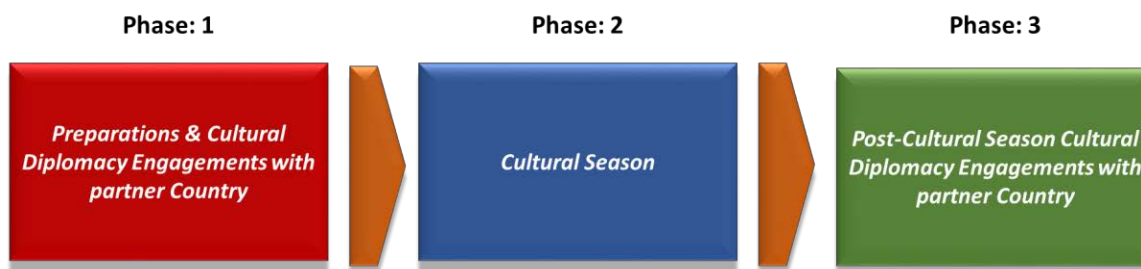 Phase: 1
Phase: 2
Phase: 3
Preparations & Cultural
Diplomacy Engagements with
partner Country
Cultural Season
Post-Cultural Season Cultural
Diplomacy Engagements with
partner Country